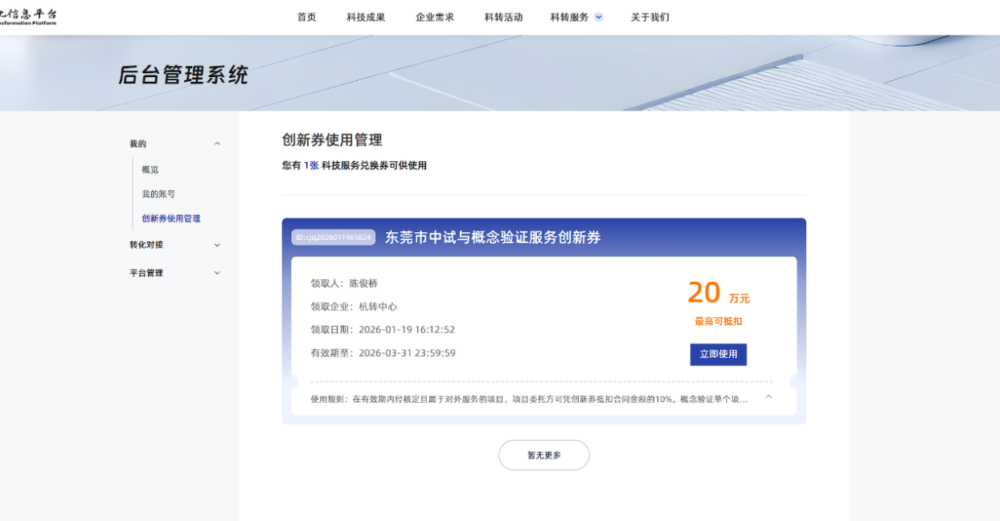 信息平台
nsformation Platform
首页 科技成果 企业需求 科转活动 科转服务 关于我们
后台管理系统
我的
概览
我的账号
创新券使用管理
转化对接
平台管理
创新券使用管理
您有 1张 科技服务兑换券可供使用
ID:cjq2026011965824 东莞市中试与概念验证服务创新券
领取人：陈俊桥
领取企业：杭转中心
领取日期：2026-01-19 16:12:52
有效期至：2026-03-31 23:59:59
20 万元
最高可抵扣
立即使用
使用规则：在有效期内经核定且属于对外服务的项目，项目委托方可凭创新券抵扣合同金额的10%。概念验证单个项...
暂无更多